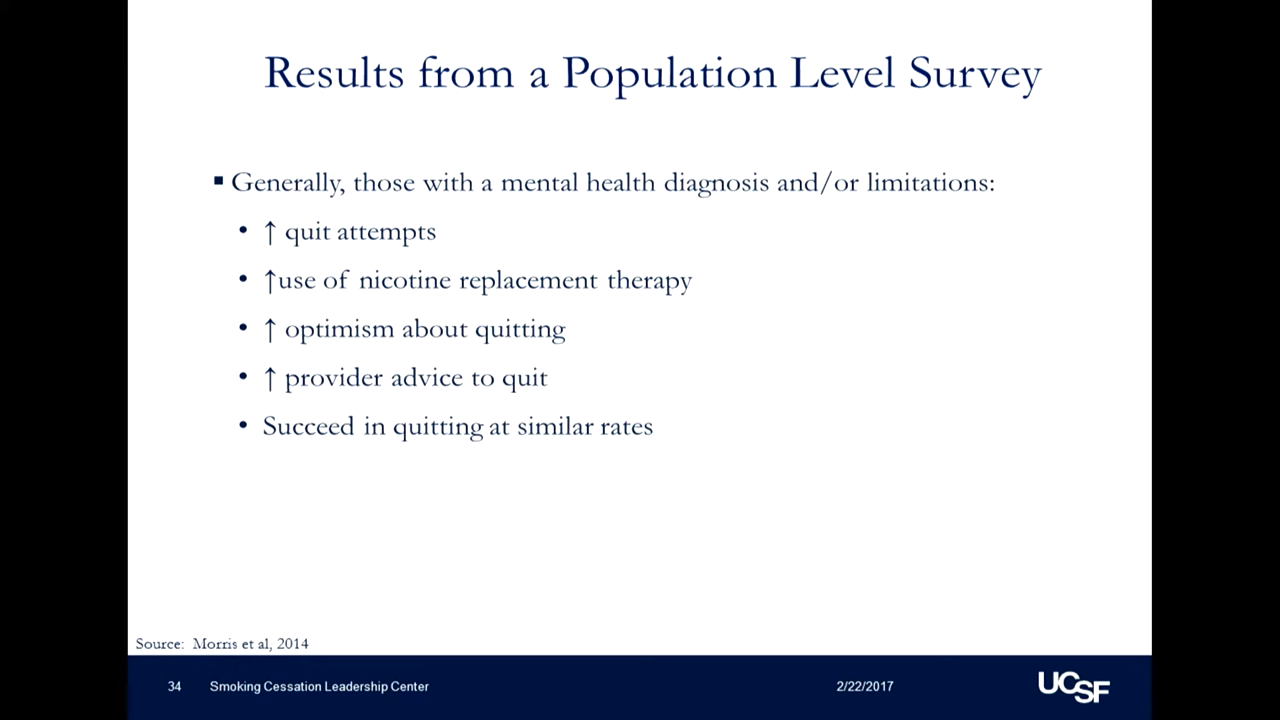 Results from a Population Level Survey
▪ Generally, those with a mental health diagnosis and/or limitations:
• ↑ quit attempts
• ↑use of nicotine replacement therapy
• ↑ optimism about quitting
• ↑ provider advice to quit
• Succeed in quitting at similar rates
Source: Morris et al, 2014
34 Smoking Cessation Leadership Center 2/22/2017 UCSF